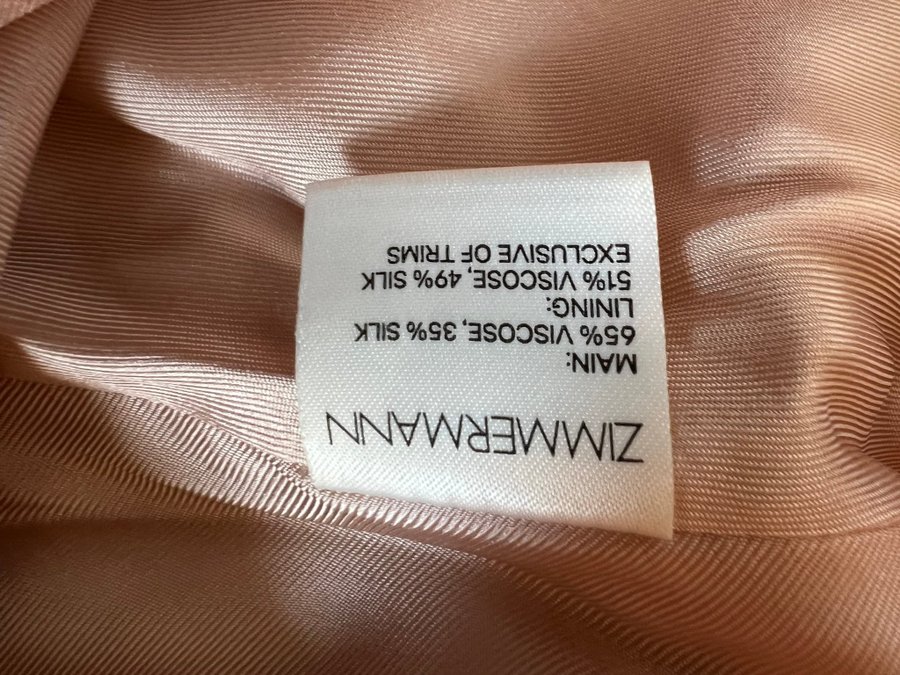 ZIMMERMANN
MAIN:
65% VISCOSE, 35% SILK
LINING:
51% VISCOSE, 49% SILK
EXCLUSIVE OF TRIMS